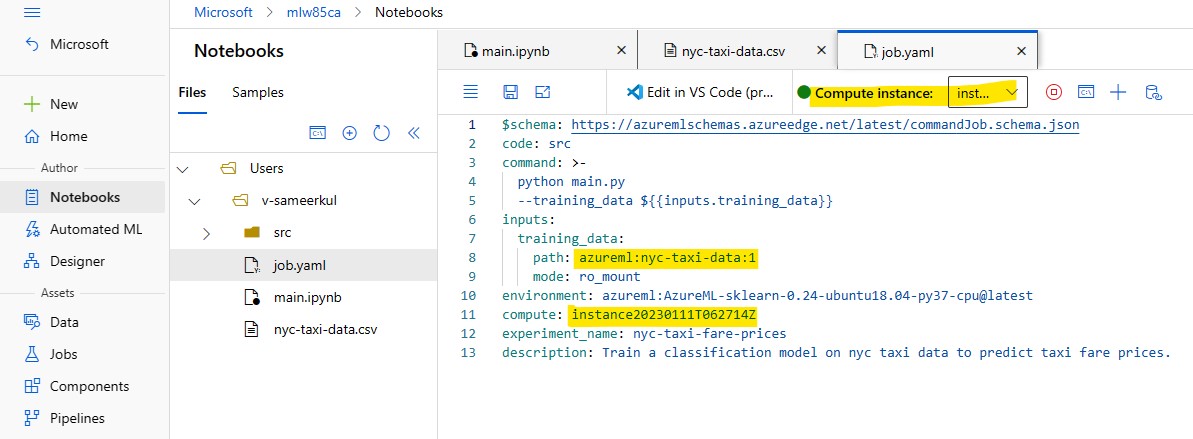 Microsoft > mlw85ca > Notebooks
Microsoft
New
Home
Author
Notebooks
Automated ML
Designer
Assets
Data
Jobs
Components
Pipelines
Notebooks
Files Samples
Users
v-sameerkul
src
job.yaml
main.ipynb
nyc-taxi-data.csv
main.ipynb × nyc-taxi-data.csv × job.yaml ×
Edit in VS Code (pr... Compute instance: inst...
1 $schema: https://azuremlschemas.azureedge.net/latest/commandJob.schema.json
2 code: src
3 command: >-
4 python main.py
5 --training_data ${{inputs.training_data}}
6 inputs:
7 training_data:
8 path: azureml:nyc-taxi-data:1
9 mode: ro_mount
10 environment: azureml:AzureML-sklearn-0.24-ubuntu18.04-py37-cpu@latest
11 compute: instance20230111T062714Z
12 experiment_name: nyc-taxi-fare-prices
13 description: Train a classification model on nyc taxi data to predict taxi fare prices.